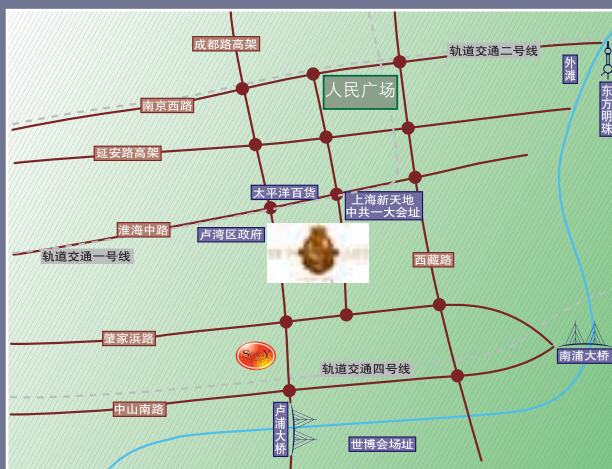 成都路高架
轨道交通二号线
外滩
东方明珠
人民广场
南京西路
延安路高架
太平洋百货
上海新天地
中共一大会址
淮海中路
卢湾区政府
轨道交通一号线
西藏路
肇家浜路
南浦大桥
轨道交通四号线
中山南路
卢浦大桥
世博会场址